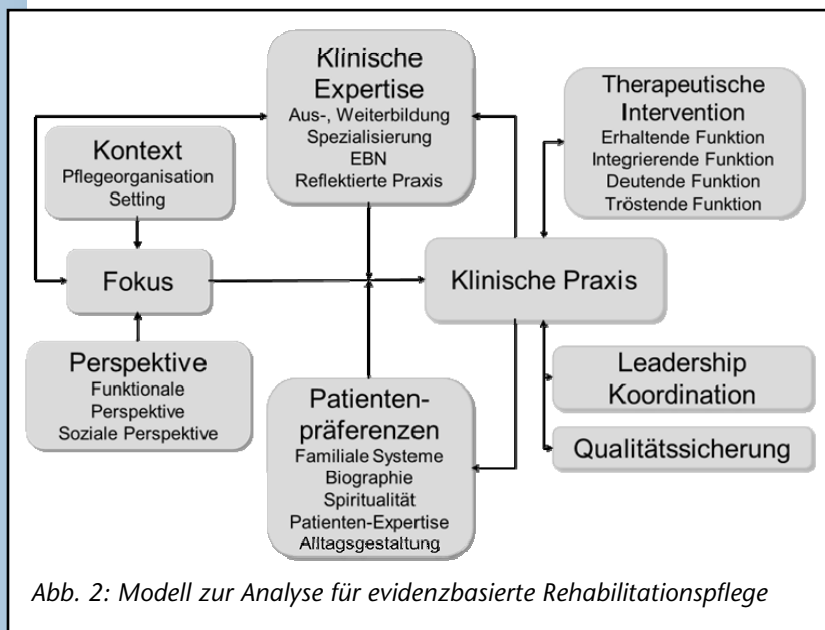 Klinische
Expertise
Aus-, Weiterbildung
Spezialisierung
EBN
Reflektierte Praxis
Therapeutische
Intervention
Erhaltende Funktion
Integrierende Funktion
Deutende Funktion
Tröstende Funktion
Kontext
Pflegeorganisation
Setting
Fokus
Klinische Praxis
Perspektive
Funktionale
Perspektive
Soziale Perspektive
Patienten-
präferenzen
Familiale Systeme
Biographie
Spiritualität
Patienten-Expertise
Alltagsgestaltung
Leadership
Koordination
Qualitätssicherung
Abb. 2: Modell zur Analyse für evidenzbasierte Rehabilitationspflege